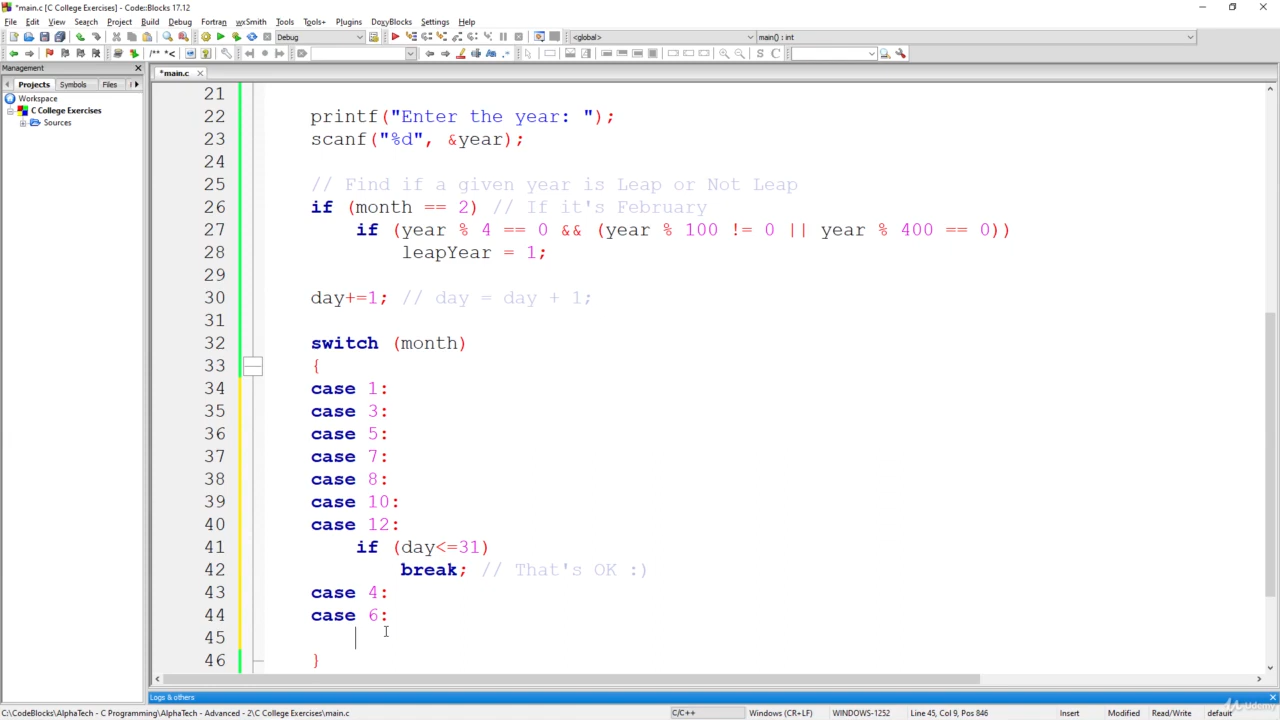 *main.c [C College Exercises] - Code::Blocks 17.12
File Edit View Search Project Build Debug Fortran wxSmith Tools Tools+ Plugins DoxyBlocks Settings Help
Debug <global> main() : int
/** *<
S C
Management
Projects Symbols Files
*main.c
Workspace
C College Exercises
Sources
21
22 printf("Enter the year: ");
23 scanf("%d", &year);
24
25 // Find if a given year is Leap or Not Leap
26 if (month == 2) // If it's February
27 if (year % 4 == 0 && (year % 100 != 0 || year % 400 == 0))
28 leapYear = 1;
29
30 day+=1; // day = day + 1;
31
32 switch (month)
33 {
34 case 1:
35 case 3:
36 case 5:
37 case 7:
38 case 8:
39 case 10:
40 case 12:
41 if (day<=31)
42 break; // That's OK :)
43 case 4:
44 case 6:
45
46 }
Logs & others
C:\CodeBlocks\AlphaTech - C Programming\AlphaTech - Advanced - 2\C College Exercises\main.c C/C++ Windows (CR+LF) WINDOWS-1252 Line 45, Col 9, Pos 846 Insert Modified Read/Write default
Udemy